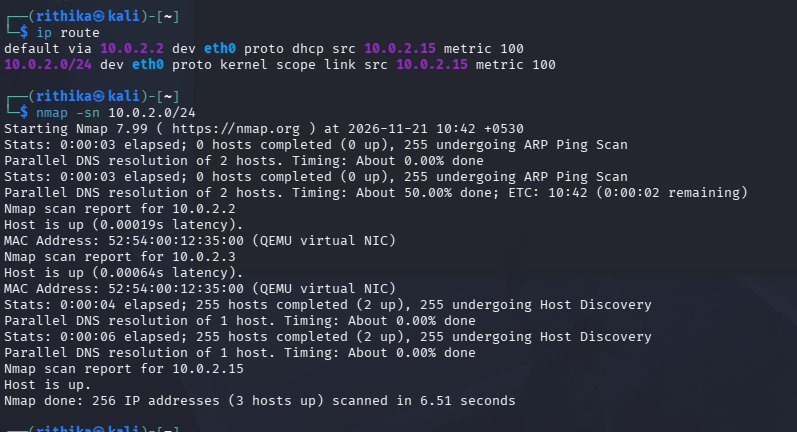 ┌──(rithika㉿kali)-[~]
└─$ ip route
default via 10.0.2.2 dev eth0 proto dhcp src 10.0.2.15 metric 100
10.0.2.0/24 dev eth0 proto kernel scope link src 10.0.2.15 metric 100
┌──(rithika㉿kali)-[~]
└─$ nmap -sn 10.0.2.0/24
Starting Nmap 7.99 ( https://nmap.org ) at 2026-11-21 10:42 +0530
Stats: 0:00:03 elapsed; 0 hosts completed (0 up), 255 undergoing ARP Ping Scan
Parallel DNS resolution of 2 hosts. Timing: About 0.00% done
Stats: 0:00:03 elapsed; 0 hosts completed (0 up), 255 undergoing ARP Ping Scan
Parallel DNS resolution of 2 hosts. Timing: About 50.00% done; ETC: 10:42 (0:00:02 remaining)
Nmap scan report for 10.0.2.2
Host is up (0.00019s latency).
MAC Address: 52:54:00:12:35:00 (QEMU virtual NIC)
Nmap scan report for 10.0.2.3
Host is up (0.00064s latency).
MAC Address: 52:54:00:12:35:00 (QEMU virtual NIC)
Stats: 0:00:04 elapsed; 255 hosts completed (2 up), 255 undergoing Host Discovery
Parallel DNS resolution of 1 host. Timing: About 0.00% done
Stats: 0:00:06 elapsed; 255 hosts completed (2 up), 255 undergoing Host Discovery
Parallel DNS resolution of 1 host. Timing: About 0.00% done
Nmap scan report for 10.0.2.15
Host is up.
Nmap done: 256 IP addresses (3 hosts up) scanned in 6.51 seconds
┌──(rithika㉿kali)-[~]